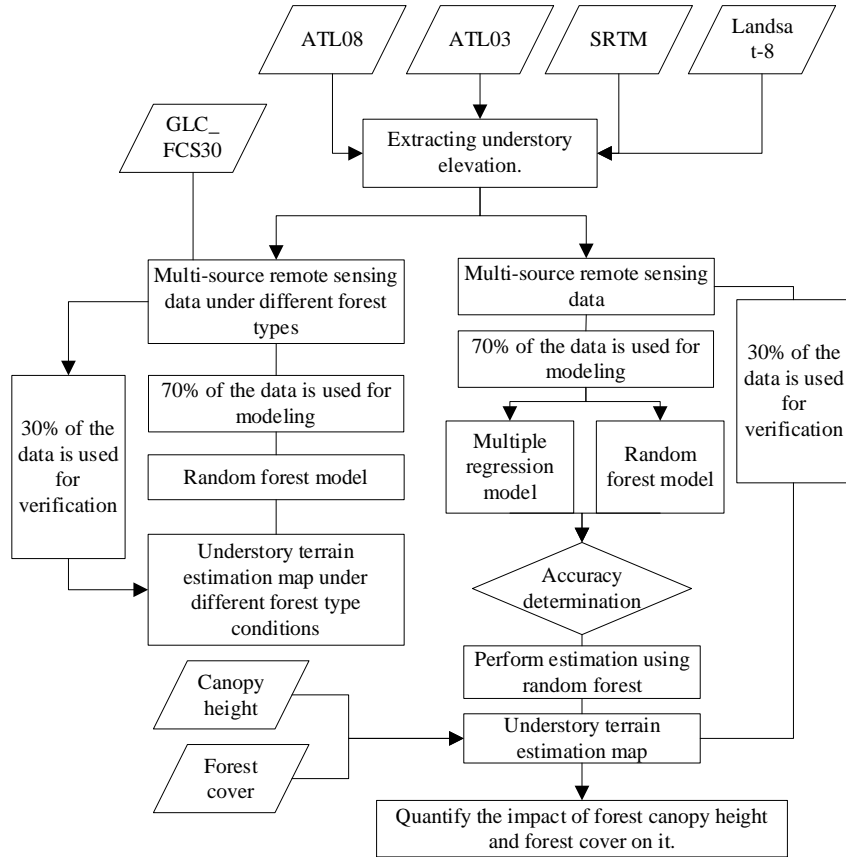 ATL08
ATL03
SRTM
Landsa
t-8
GLC_
FCS30
Extracting understory
elevation.
Multi-source remote sensing
data under different forest
types
Multi-source remote sensing
data
30% of the
data is used
for
verification
70% of the data is used for
modeling
Random forest model
Understory terrain
estimation map under
different forest type
conditions
70% of the data is used for
modeling
30% of the
data is used
for
verification
Multiple
regression
model
Random
forest model
Accuracy
determination
Perform estimation using
random forest
Canopy
height
Forest
cover
Understory terrain
estimation map
Quantify the impact of forest canopy height
and forest cover on it.